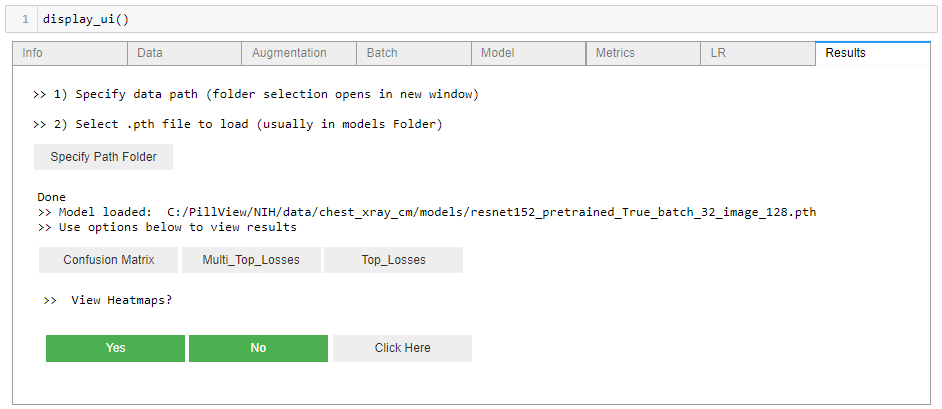 1 display_ui()
Info Data Augmentation Batch Model Metrics LR Results
>> 1) Specify data path (folder selection opens in new window)
>> 2) Select .pth file to load (usually in models Folder)
Specify Path Folder
Done
>> Model loaded: C:/PillView/NIH/data/chest_xray_cm/models/resnet152_pretrained_True_batch_32_image_128.pth
>> Use options below to view results
Confusion Matrix Multi_Top_Losses Top_Losses
>> View Heatmaps?
Yes No Click Here